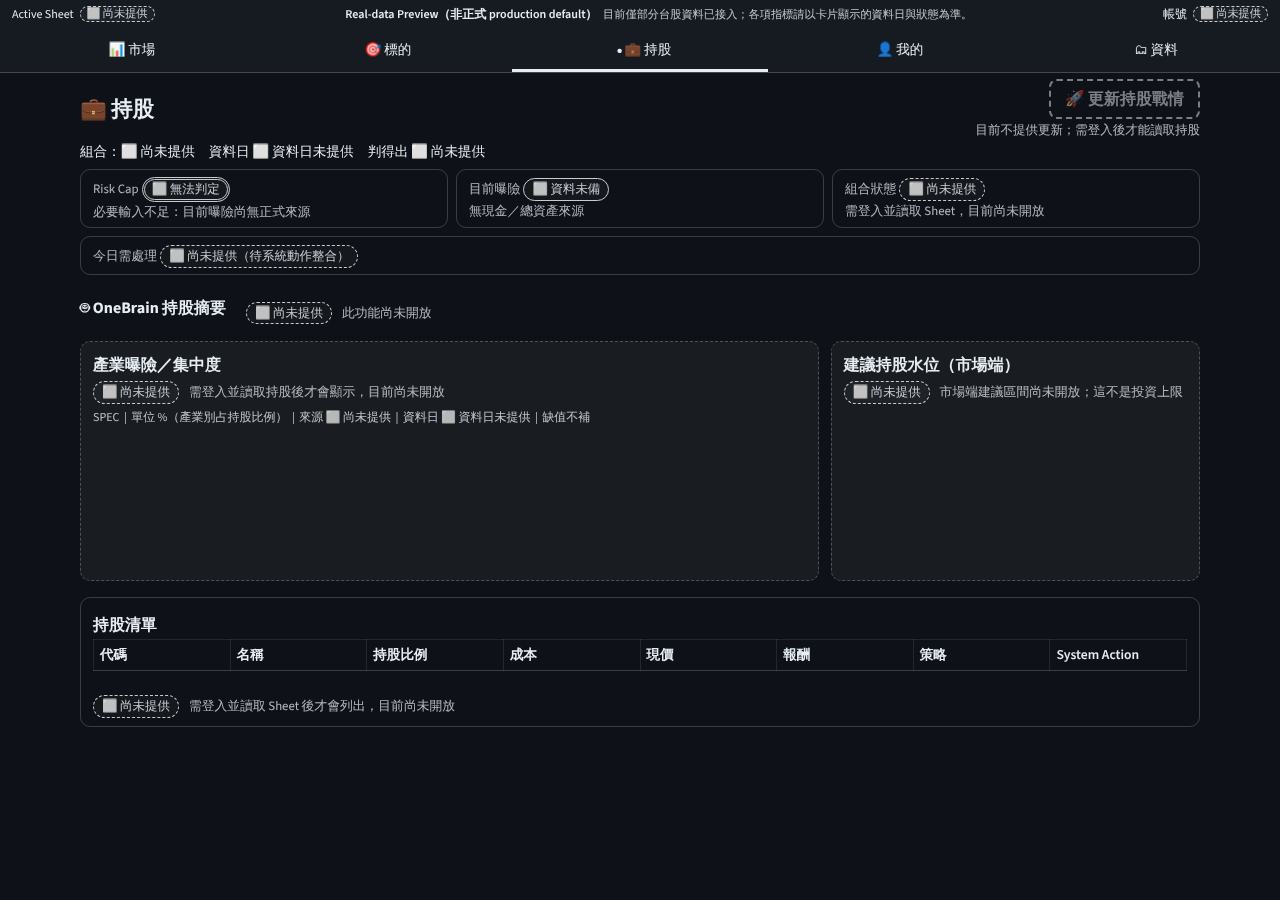 Active Sheet ⬜ 尚未提供 Real-data Preview（非正式 production default） 目前僅部分台股資料已接入；各項指標請以卡片顯示的資料日與狀態為準。 帳號 ⬜ 尚未提供
📊 市場 🎯 標的 • 💼 持股 👤 我的 🗂 資料
💼 持股
🚀 更新持股戰情
目前不提供更新；需登入後才能讀取持股
組合：⬜ 尚未提供 資料日 ⬜ 資料日未提供 判得出 ⬜ 尚未提供
Risk Cap ⬜ 無法判定
必要輸入不足：目前曝險尚無正式來源
目前曝險 ⬜ 資料未備
無現金／總資產來源
組合狀態 ⬜ 尚未提供
需登入並讀取 Sheet，目前尚未開放
今日需處理 ⬜ 尚未提供（待系統動作整合）
OneBrain 持股摘要 ⬜ 尚未提供 此功能尚未開放
產業曝險／集中度
⬜ 尚未提供 需登入並讀取持股後才會顯示，目前尚未開放
SPEC｜單位 %（產業別占持股比例）｜來源 ⬜ 尚未提供｜資料日 ⬜ 資料日未提供｜缺值不補
建議持股水位（市場端）
⬜ 尚未提供 市場端建議區間尚未開放；這不是投資上限
持股清單
代碼 名稱 持股比例 成本 現價 報酬 策略 System Action
⬜ 尚未提供 需登入並讀取 Sheet 後才會列出，目前尚未開放